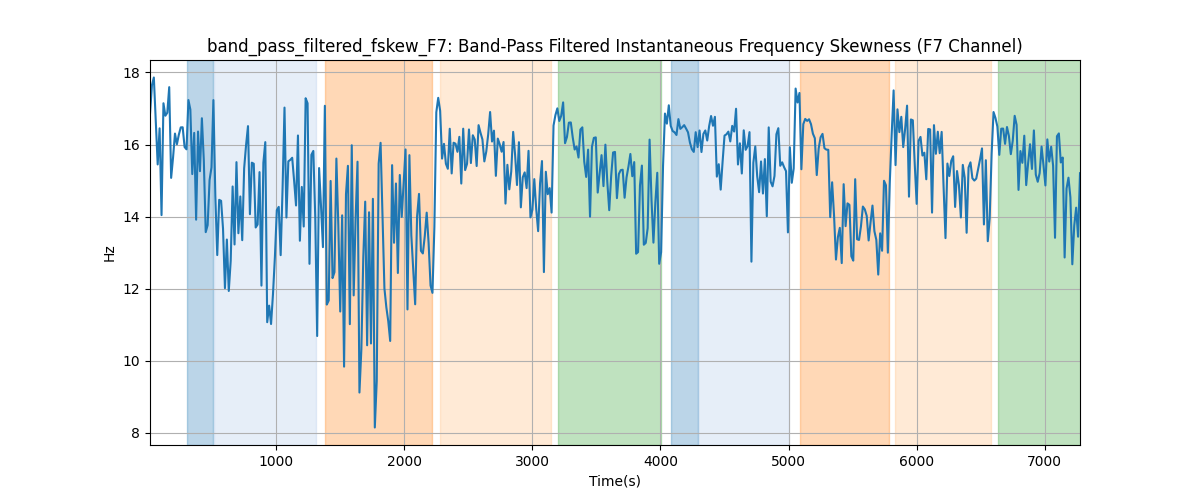 band_pass_filtered_fskew_F7: Band-Pass Filtered Instantaneous Frequency Skewness (F7 Channel)
18
16
14
12
10
8
Hz
1000 2000 3000 4000 5000 6000 7000
Time(s)